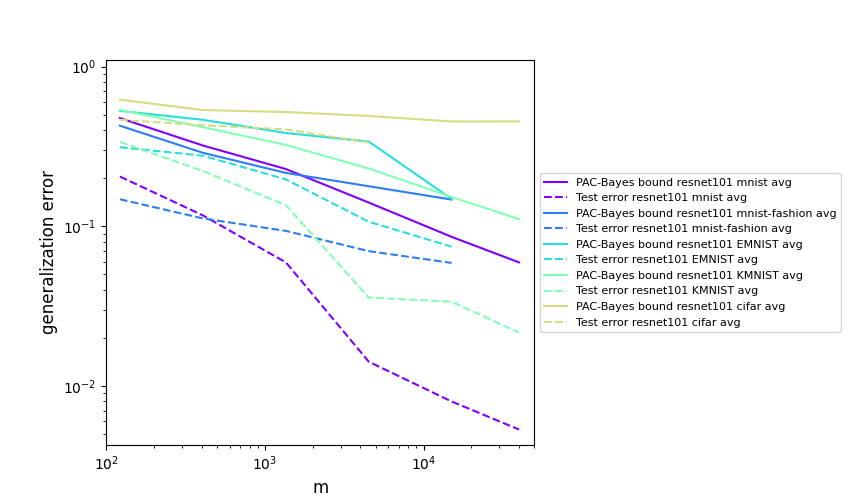 10⁰
10⁻¹
10⁻²
generalization error
10²
10³
10⁴
m
PAC-Bayes bound resnet101 mnist avg
Test error resnet101 mnist avg
PAC-Bayes bound resnet101 mnist-fashion avg
Test error resnet101 mnist-fashion avg
PAC-Bayes bound resnet101 EMNIST avg
Test error resnet101 EMNIST avg
PAC-Bayes bound resnet101 KMNIST avg
Test error resnet101 KMNIST avg
PAC-Bayes bound resnet101 cifar avg
Test error resnet101 cifar avg